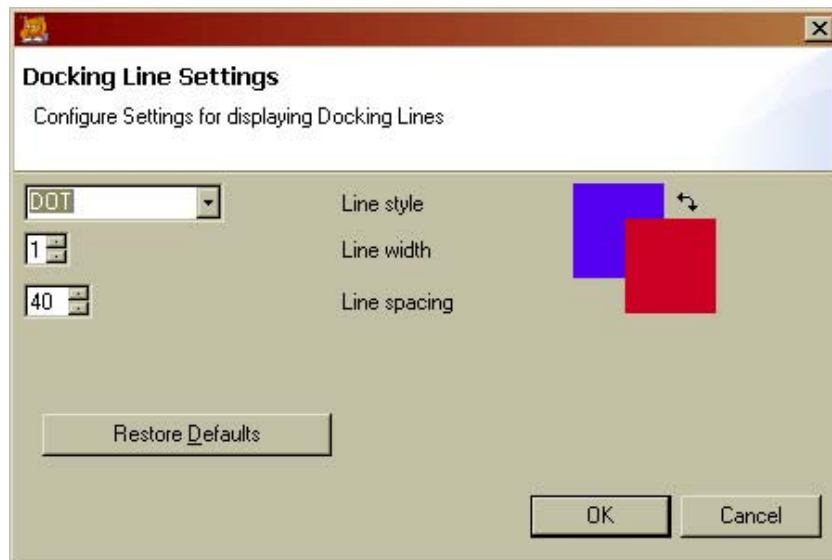 Docking Line Settings
Configure Settings for displaying Docking Lines
DOT Line style
1 Line width
40 Line spacing
Restore Defaults
OK Cancel